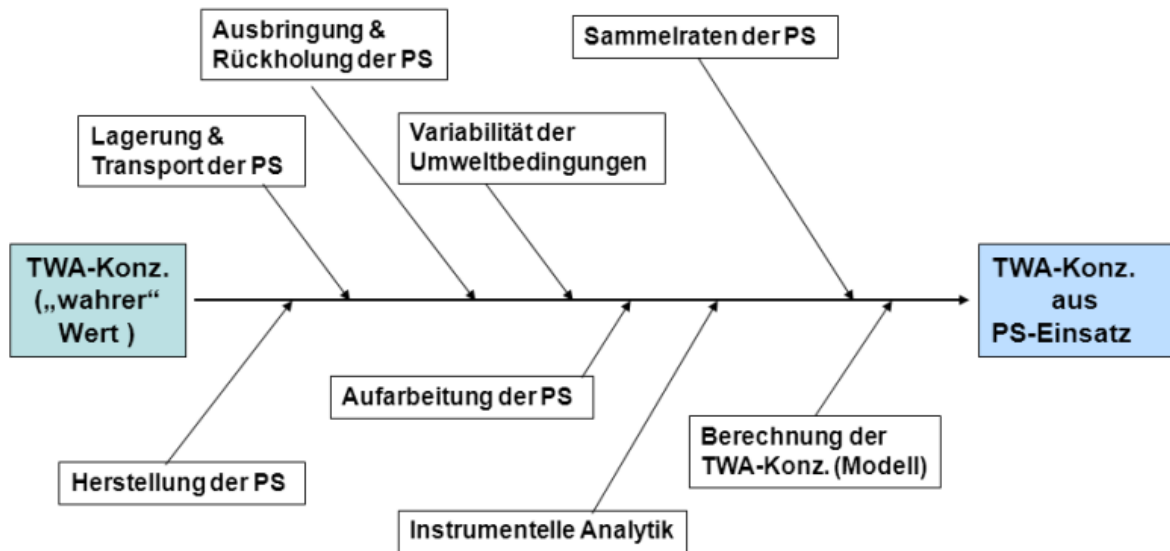 Ausbringung &
Rückholung der PS
Sammelraten der PS
Lagerung &
Transport der PS
Variabilität der
Umweltbedingungen
TWA-Konz.
(„wahrer“
Wert )
TWA-Konz.
aus
PS-Einsatz
Aufarbeitung der PS
Berechnung der
TWA-Konz. (Modell)
Herstellung der PS
Instrumentelle Analytik